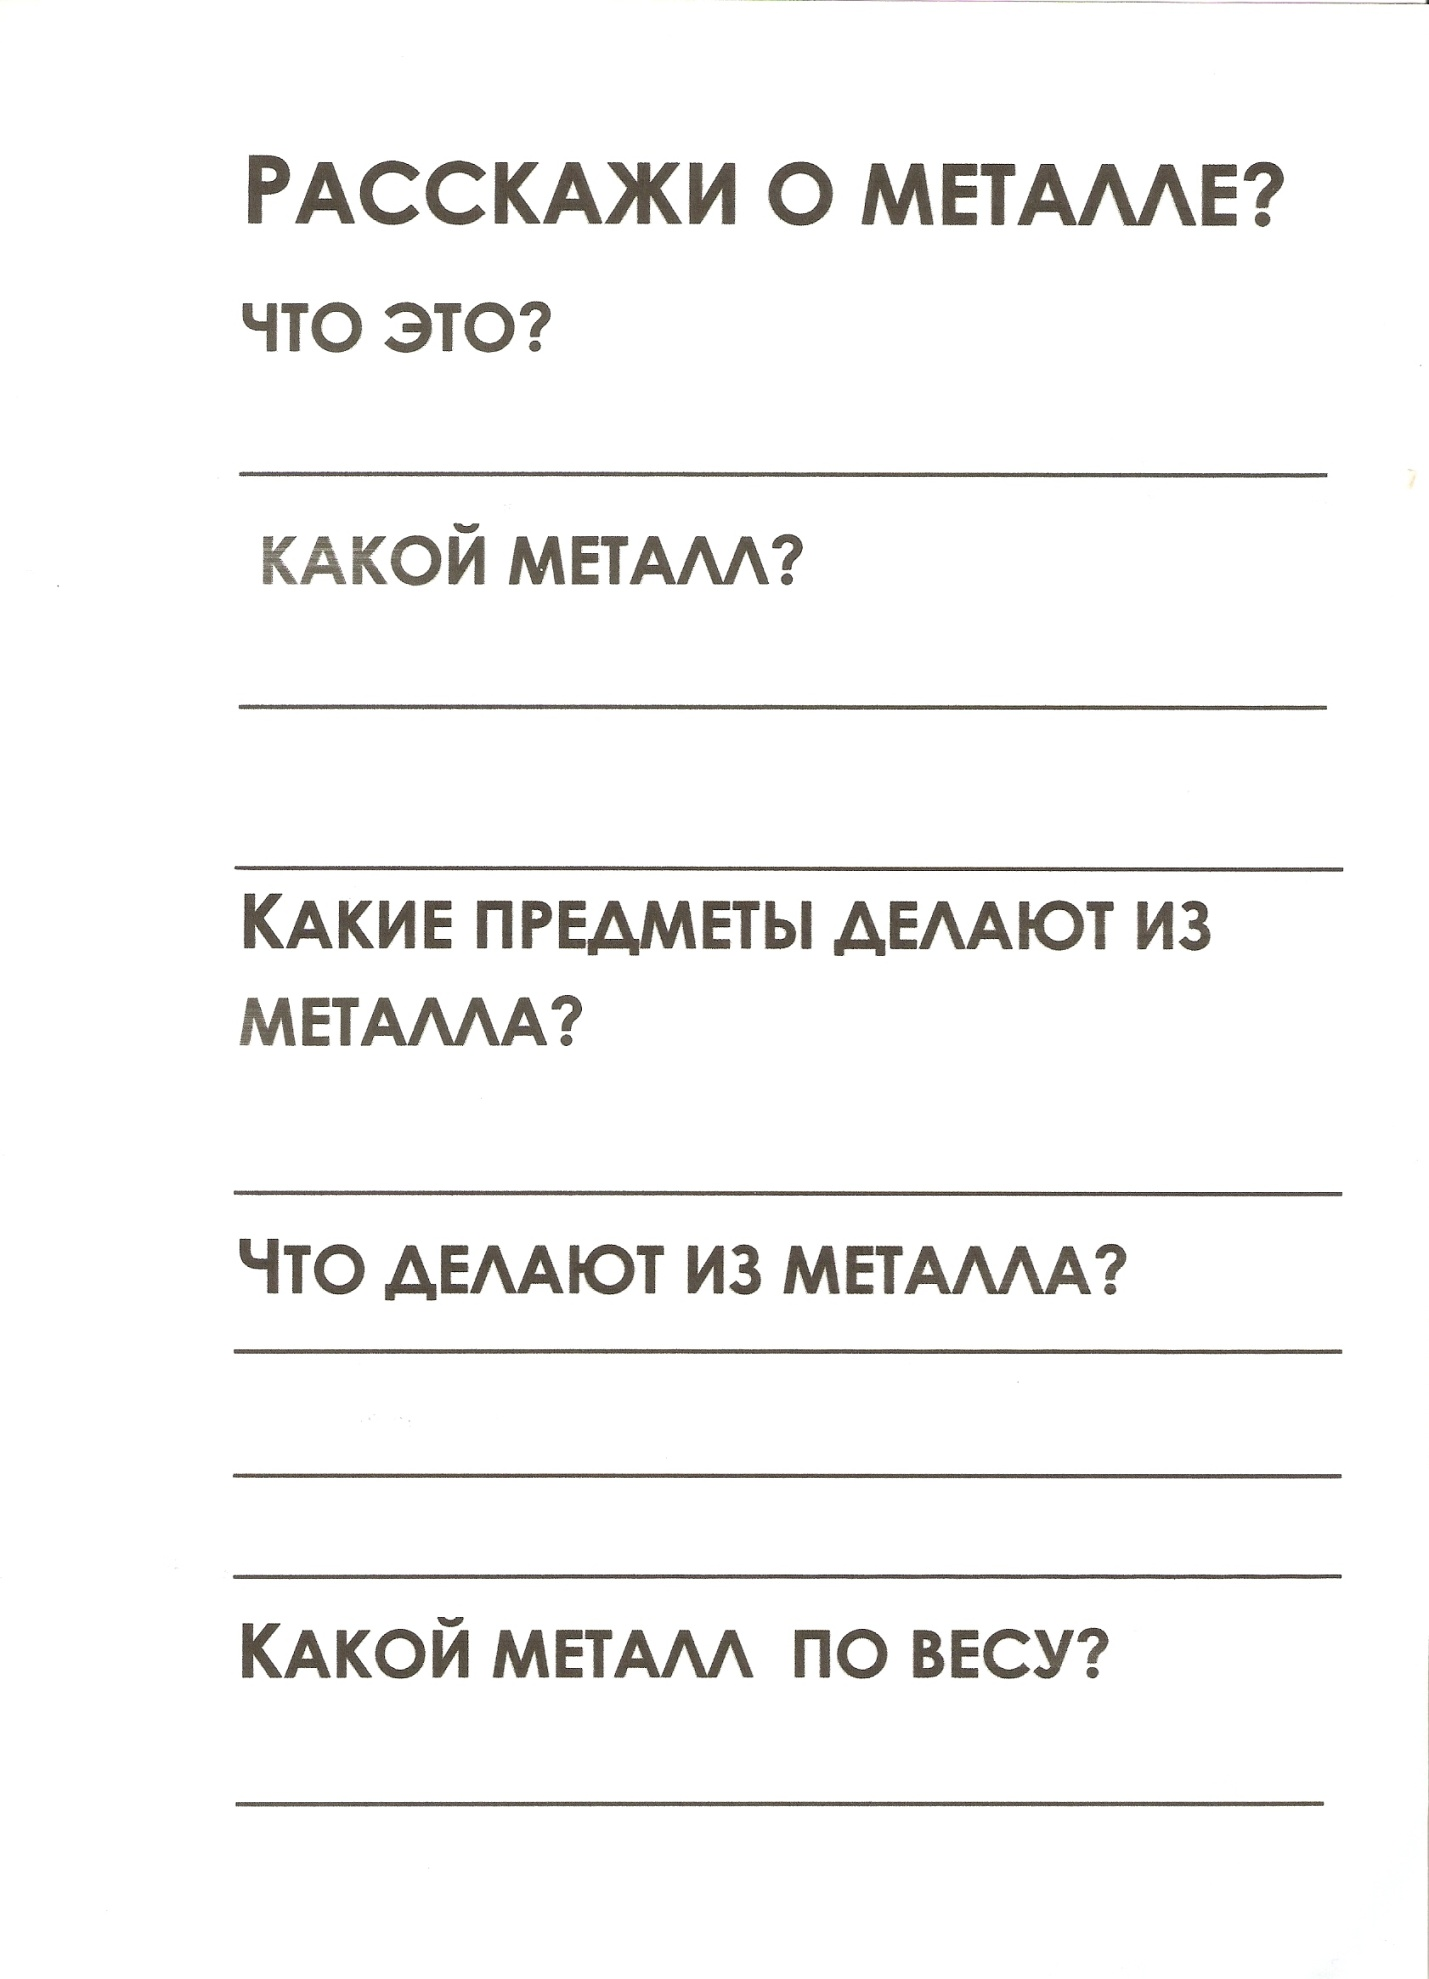 РАССКАЖИ О МЕТАЛЛЕ?
ЧТО ЭТО?
КАКОЙ МЕТАЛЛ?
КАКИЕ ПРЕДМЕТЫ ДЕЛАЮТ ИЗ
МЕТАЛЛА?
ЧТО ДЕЛАЮТ ИЗ МЕТАЛЛА?
КАКОЙ МЕТАЛЛ ПО ВЕСУ?